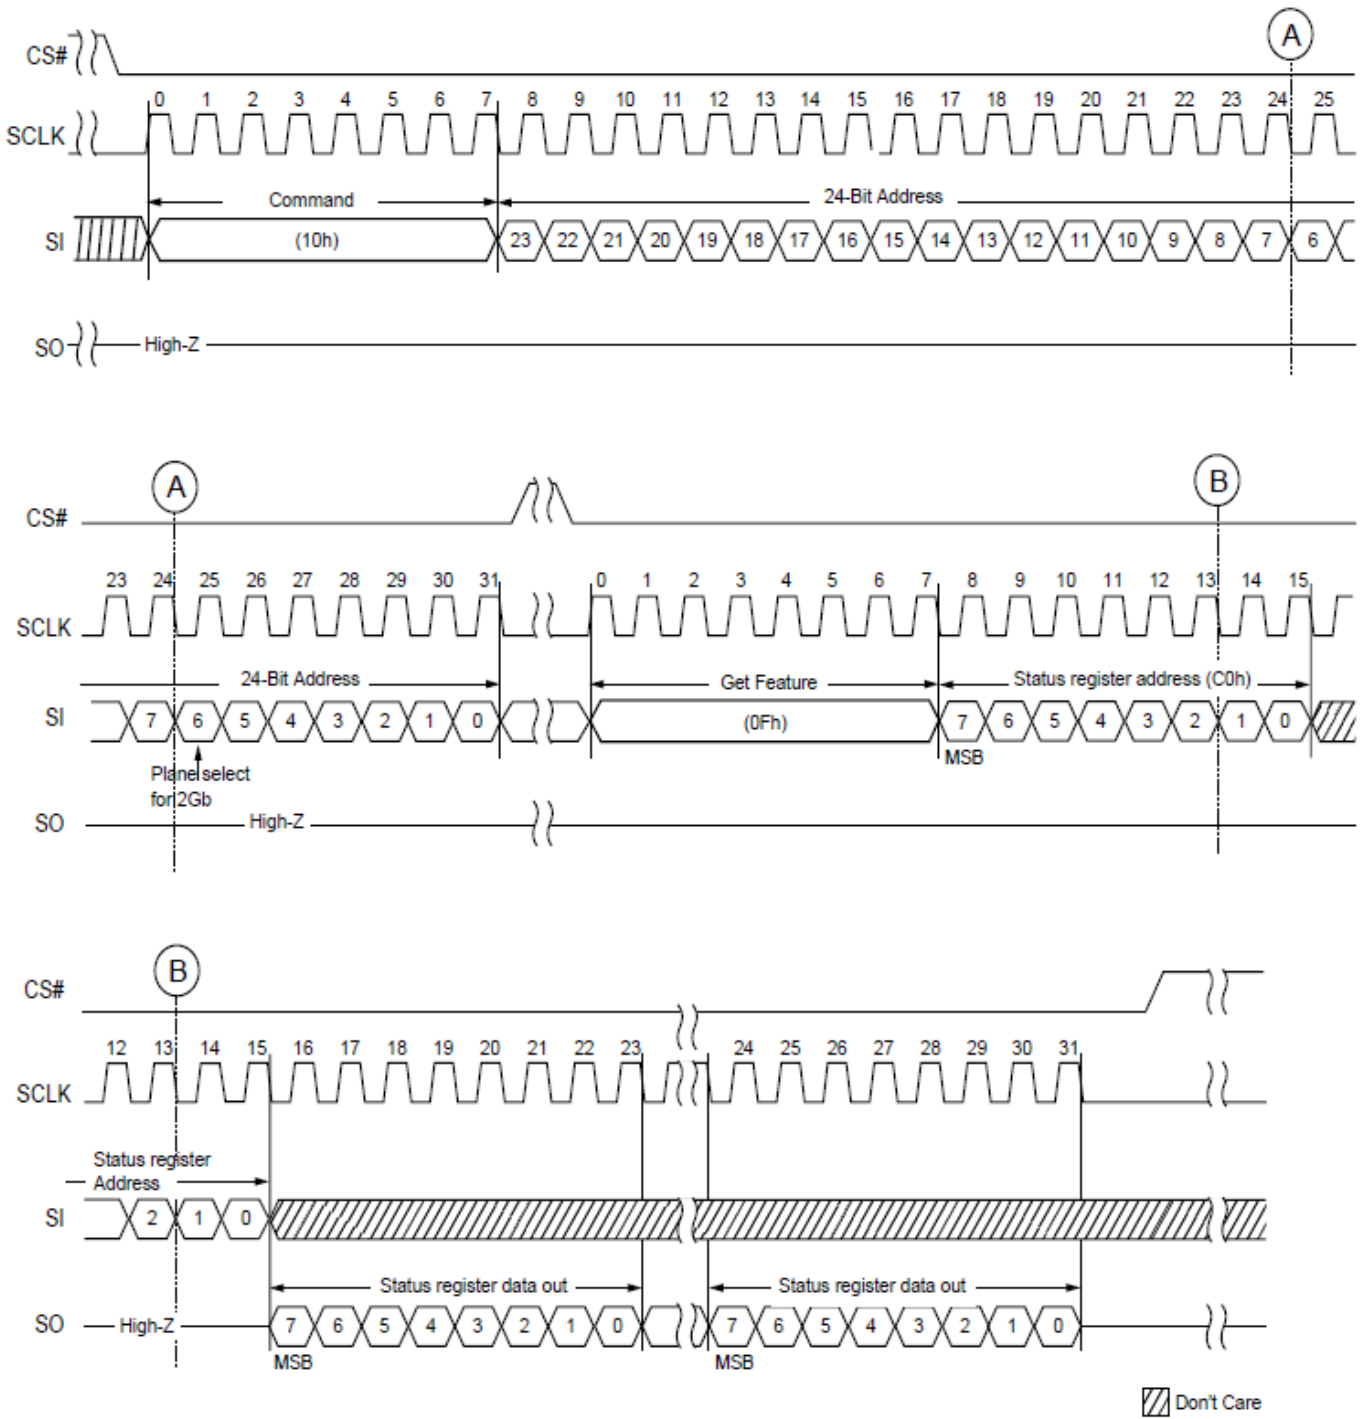 A
CS#
0 1 2 3 4 5 6 7 8 9 10 11 12 13 14 15 16 17 18 19 20 21 22 23 24 25
SCLK
Command 24-Bit Address
SI (10h) 23 22 21 20 19 18 17 16 15 14 13 12 11 10 9 8 7 6
SO High-Z
A B
CS#
23 24 25 26 27 28 29 30 31 0 1 2 3 4 5 6 7 8 9 10 11 12 13 14 15
SCLK
24-Bit Address Get Feature Status register address (C0h)
SI 7 6 5 4 3 2 1 0 (0Fh) 7 6 5 4 3 2 1 0
MSB
Plane select
for 2Gb
SO High-Z
B
CS#
12 13 14 15 16 17 18 19 20 21 22 23 24 25 26 27 28 29 30 31
SCLK
Status register
Address
SI 2 1 0
Status register data out Status register data out
SO High-Z 7 6 5 4 3 2 1 0 7 6 5 4 3 2 1 0
MSB MSB
Don't Care